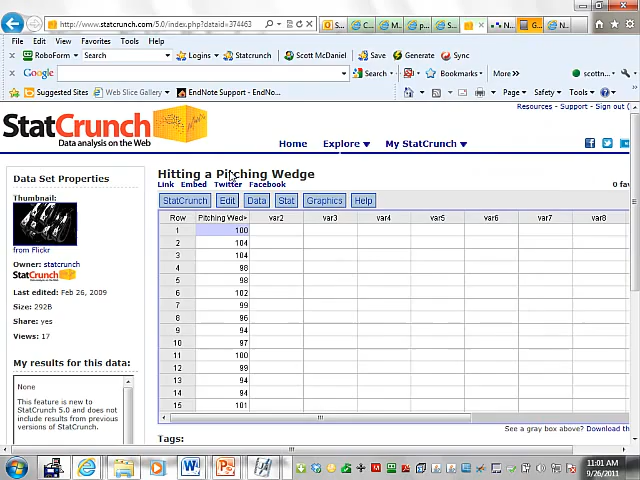 http://www.statcrunch.com/5.0/index.php?dataid=374463
File Edit View Favorites Tools Help
RoboForm Search Logins Statcrunch Scott McDaniel Save Generate Sync
Google Search Bookmarks More>> scottn...
Suggested Sites Web Slice Gallery EndNote Support - EndNo... Page Safety Tools
Resources - Support - Sign out (
StatCrunch
Data analysis on the Web
Home Explore My StatCrunch
Data Set Properties
Thumbnail:
from Flickr
Owner: statcrunch
StatCrunch
Last edited: Feb 26, 2009
Size: 292B
Share: yes
Views: 17
My results for this data:
None
This feature is new to
StatCrunch 5.0 and does not
include results from previous
versions of StatCrunch.
Hitting a Pitching Wedge
Link Embed Twitter Facebook 0 fav
StatCrunch Edit Data Stat Graphics Help
Row Pitching Wed> var2 var3 var4 var5 var6 var7 var8
1 100
2 104
3 104
4 98
5 98
6 102
7 99
8 96
9 94
10 97
11 100
12 99
13 94
14 94
15 101
See a gray box above? Download th
Tags:
11:01 AM
9/26/2011